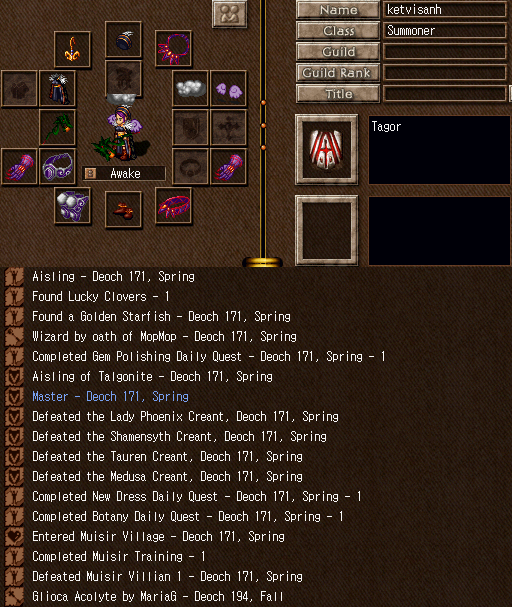 Name ketvisanh
Class Summoner
Guild
Guild Rank
Title
Tagor
Awake
Aisling - Deoch 171, Spring
Found Lucky Clovers - 1
Found a Golden Starfish - Deoch 171, Spring
Wizard by oath of MopMop - Deoch 171, Spring
Completed Gem Polishing Daily Quest - Deoch 171, Spring - 1
Aisling of Talgonite - Deoch 171, Spring
Master - Deoch 171, Spring
Defeated the Lady Phoenix Creant, Deoch 171, Spring
Defeated the Shamensyth Creant, Deoch 171, Spring
Defeated the Tauren Creant, Deoch 171, Spring
Defeated the Medusa Creant, Deoch 171, Spring
Completed New Dress Daily Quest - Deoch 171, Spring - 1
Completed Botany Daily Quest - Deoch 171, Spring - 1
Entered Muisir Village - Deoch 171, Spring
Completed Muisir Training - 1
Defeated Muisir Villian 1 - Deoch 171, Spring
Glioca Acolyte by MariaG - Deoch 194, Fall